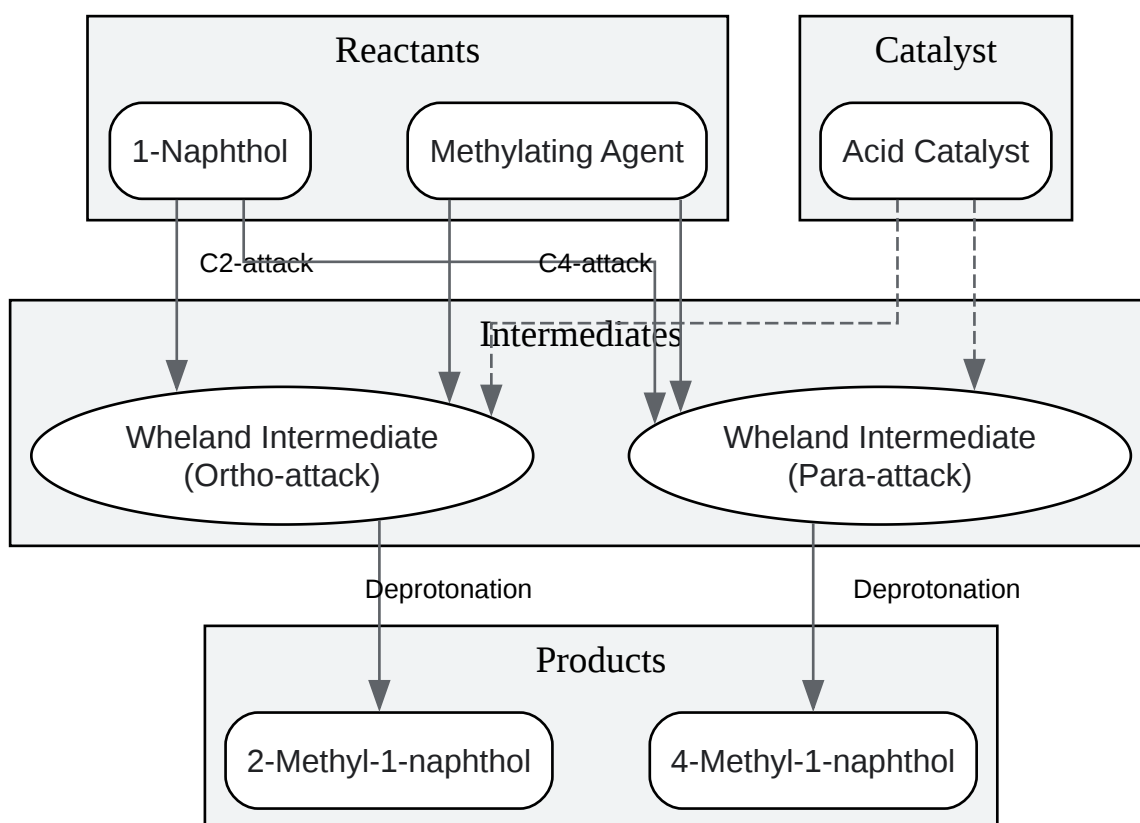 Reactants
Catalyst
1-Naphthol
Methylating Agent
Acid Catalyst
C2-attack
C4-attack
Intermediates
Wheland Intermediate
(Ortho-attack)
Wheland Intermediate
(Para-attack)
Deprotonation
Deprotonation
Products
2-Methyl-1-naphthol
4-Methyl-1-naphthol